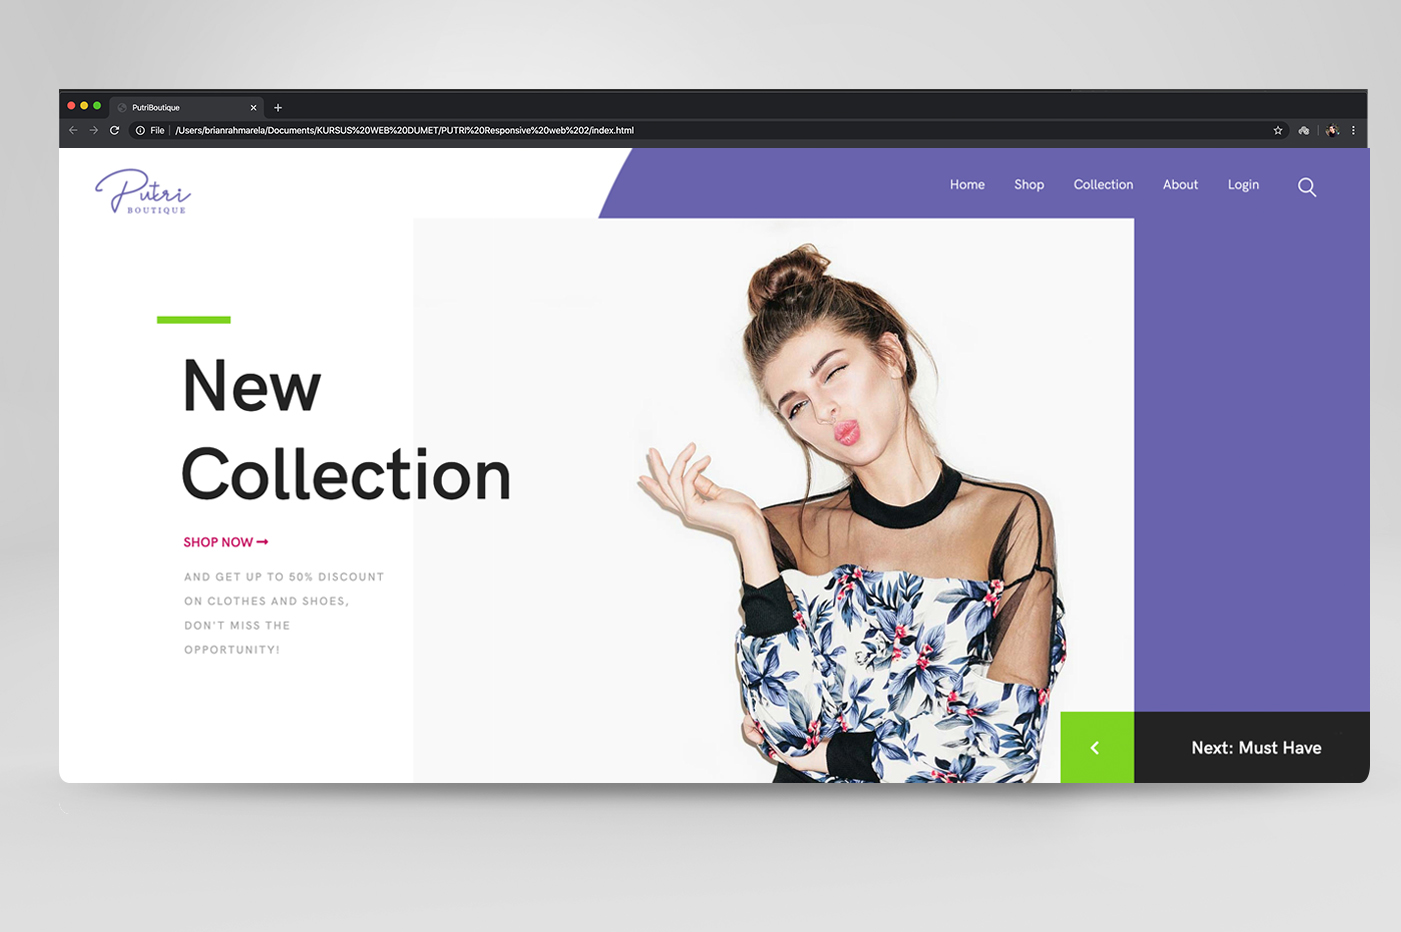 PutriBoutique
File /Users/brianrahmarela/Documents/KURSUS%20WEB%20DUMET/PUTRI%20Responsive%20web%202/index.html
Putri
BOUTIQUE
Home Shop Collection About Login
New
Collection
SHOP NOW
AND GET UP TO 50% DISCOUNT
ON CLOTHES AND SHOES,
DON'T MISS THE
OPPORTUNITY!
Next: Must Have